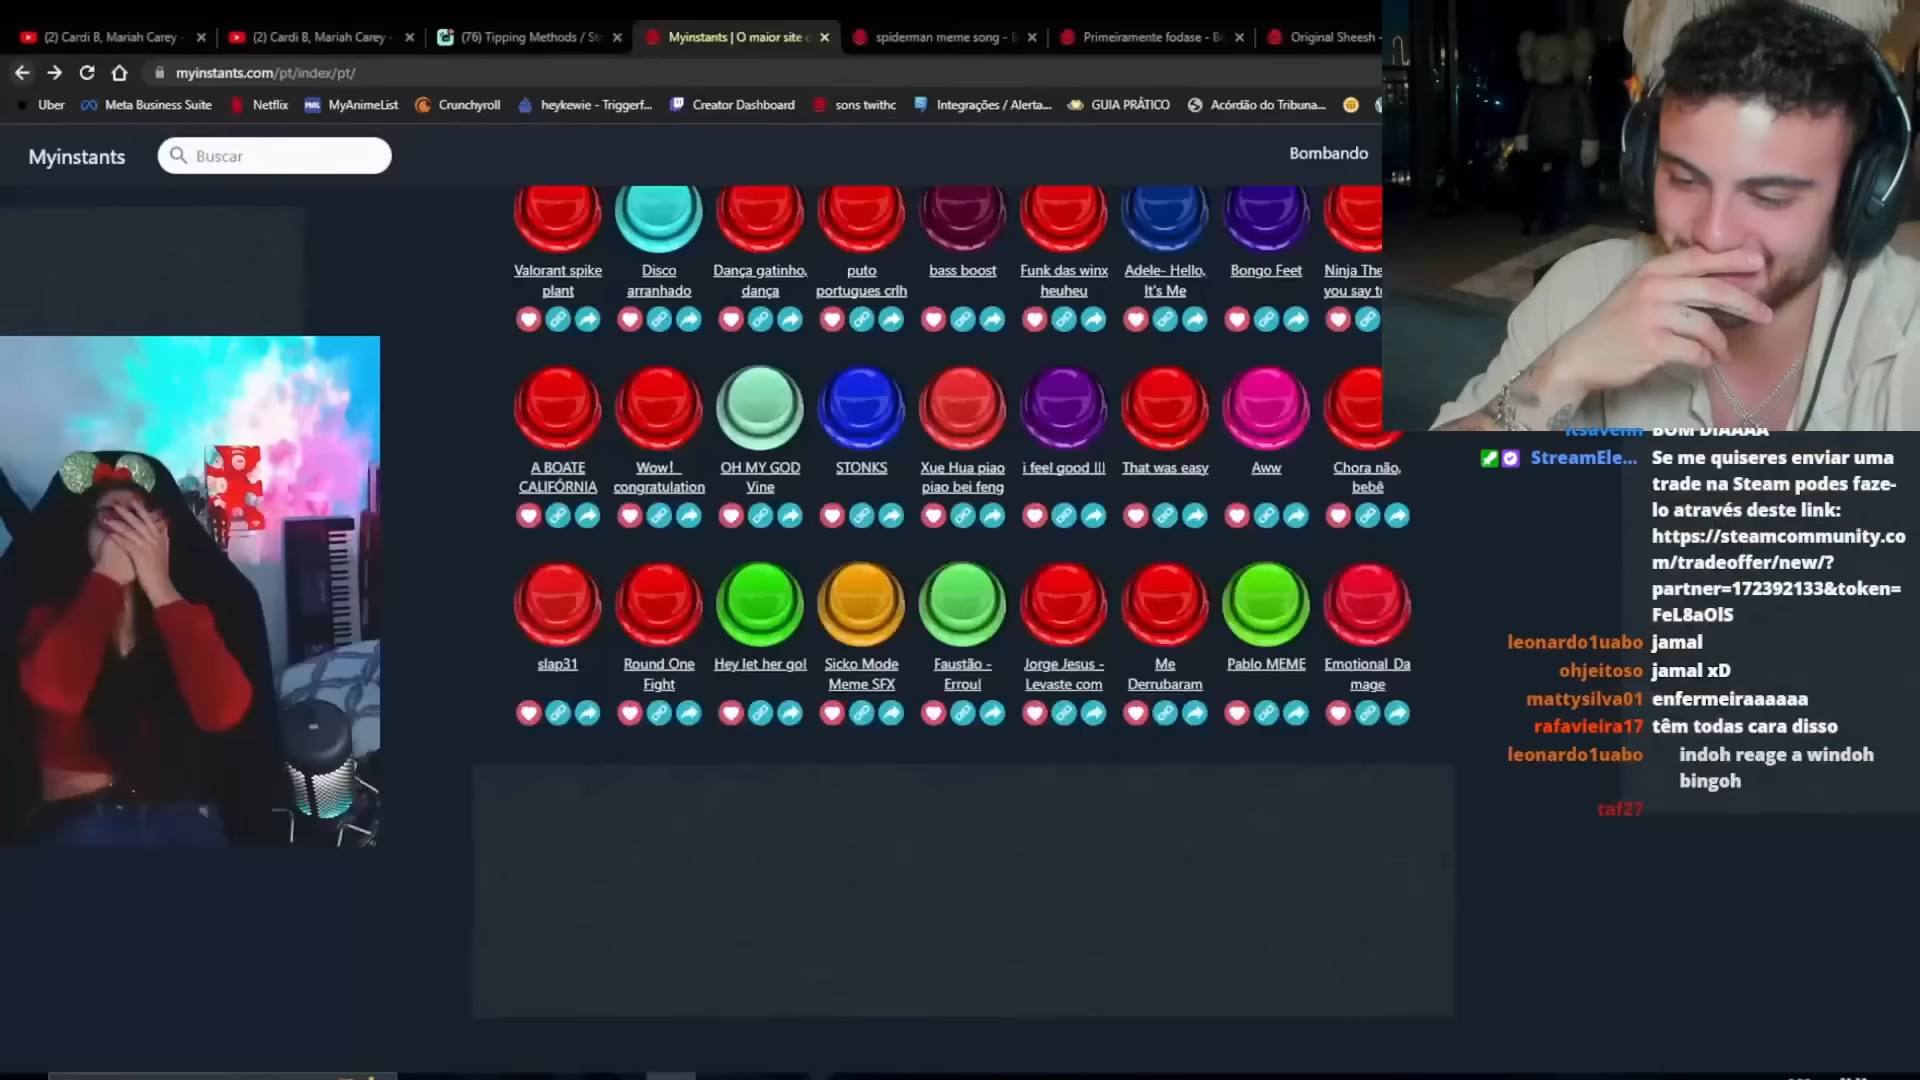 (2) Cardi B, Mariah Carey
(2) Cardi B, Mariah Carey -
(76) Tipping Methods / St
Myinstants | O maior site
spiderman meme song -
Primeiramente fodase - B
Original Sheesh -
myinstants.com/pt/index/pt/
Uber
Meta Business Suite
Netflix
MAL MyAnimeList
Crunchyroll
heykewie - Triggerf...
Creator Dashboard
sons twithc
Integrações / Alerta...
GUIA PRÁTICO
Acórdão do Tribuna...
Myinstants
Buscar
Bombando
Valorant spike
plant
Disco
arranhado
Dança gatinho,
dança
puto
portugues crlh
bass boost
Funk das winx
heuheu
Adele- Hello,
It's Me
Bongo Feet
Ninja The
you say t
A BOATE
CALIFÓRNIA
Wow!
congratulation
OH MY GOD
Vine
STONKS
Xue Hua piao
piao bei feng
i feel good !!!
That was easy
Aww
Chora não,
bebê
slap31
Round One
Fight
Hey let her go!
Sicko Mode
Meme SFX
Faustão -
Errou!
Jorge Jesus -
Levaste com
Me
Derrubaram
Pablo MEME
Emotional Da
mage
BOM DIAAAA
StreamEle... Se me quiseres enviar uma
trade na Steam podes faze-
lo através deste link:
https://steamcommunity.co
m/tradeoffer/new/?
partner=172392133&token=
FeL8aOlS
leonardo1uabo jamal
ohjeitoso jamal xD
mattysilva01 enfermeiraaaaaa
rafavieira17 têm todas cara disso
leonardo1uabo indoh reage a windoh
bingoh
taf27